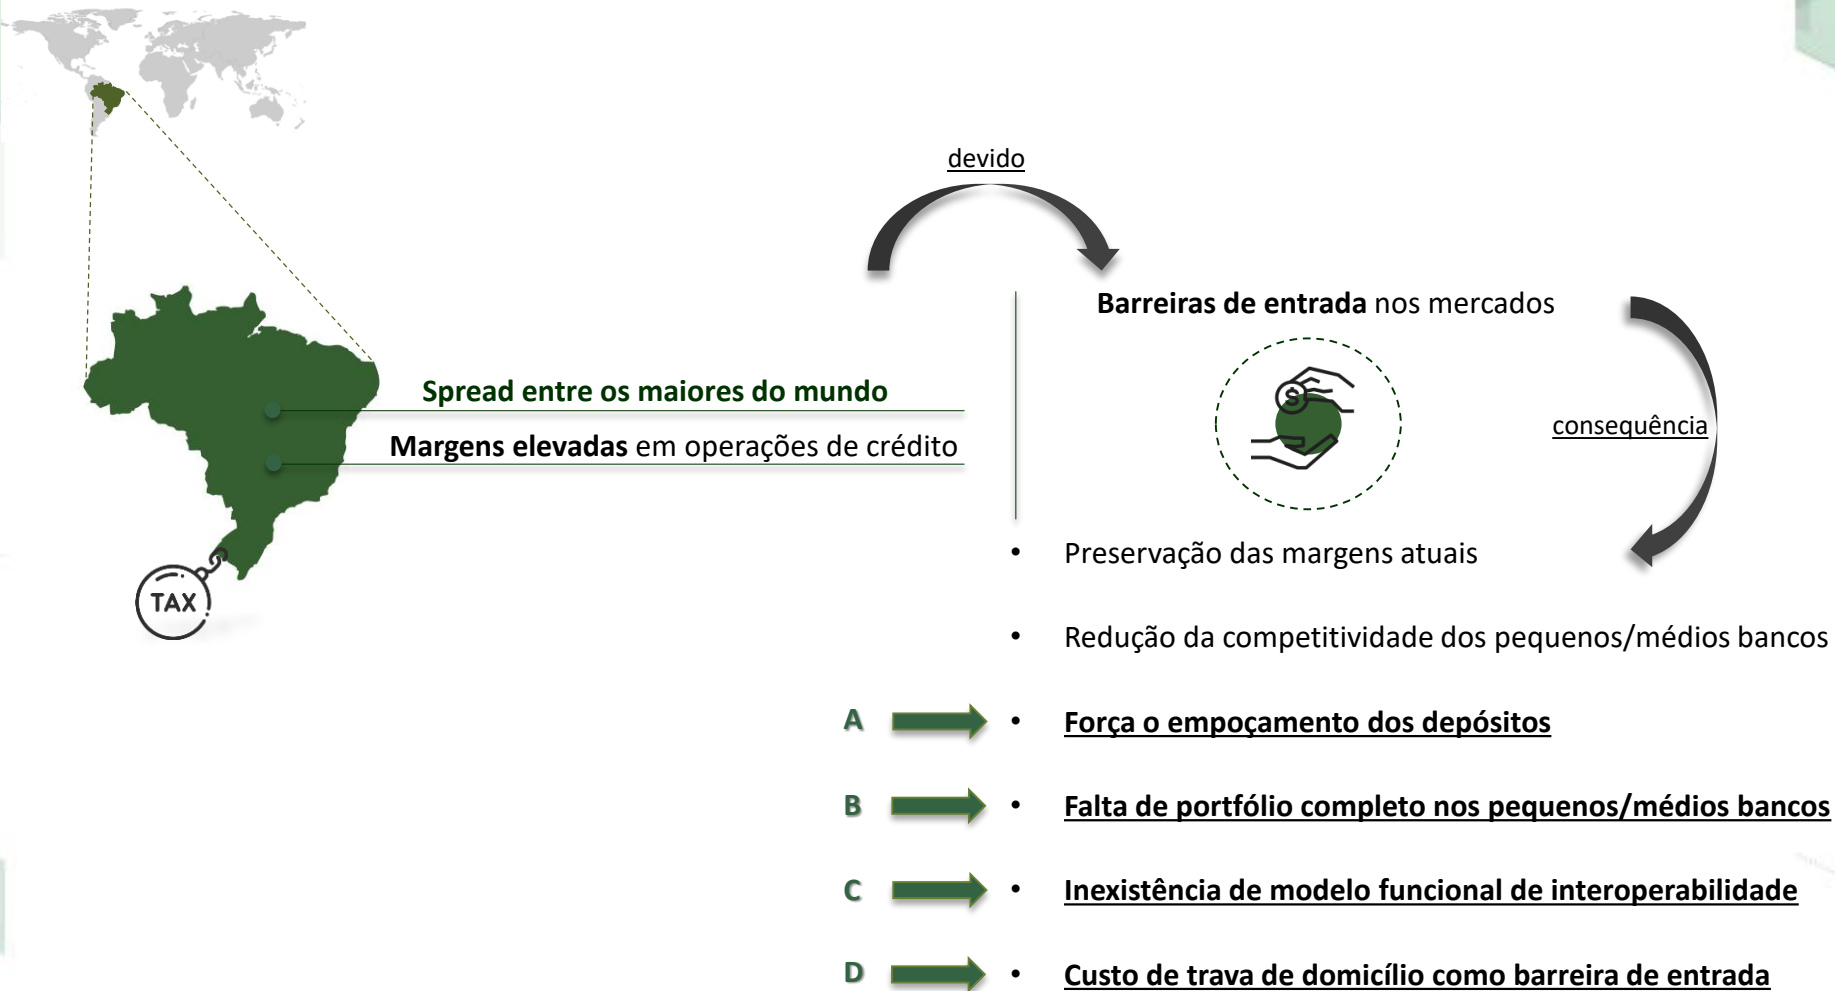 devido
Barreiras de entrada nos mercados
Spread entre os maiores do mundo
Margens elevadas em operações de crédito
$
consequência
TAX
• Preservação das margens atuais
• Redução da competitividade dos pequenos/médios bancos
A • Força o empoçamento dos depósitos
B • Falta de portfólio completo nos pequenos/médios bancos
C • Inexistência de modelo funcional de interoperabilidade
D • Custo de trava de domicílio como barreira de entrada